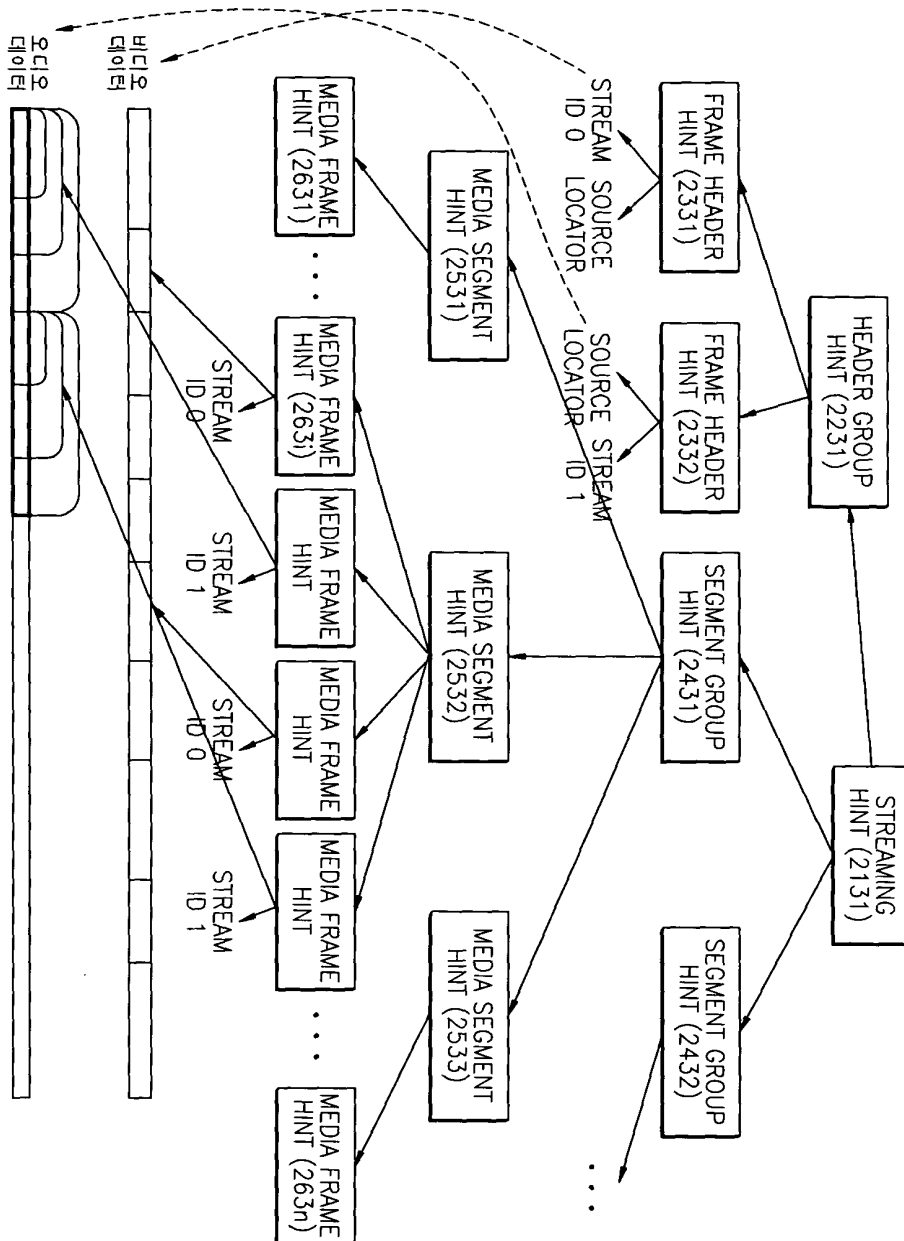 STREAMING
HINT (2131)
HEADER GROUP
HINT (2231)
FRAME HEADER
HINT (2331)
FRAME HEADER
HINT (2332)
SEGMENT GROUP
HINT (2431)
SEGMENT GROUP
HINT (2432)
STREAM
ID 0
SOURCE
LOCATOR
SOURCE
LOCATOR
STREAM
ID 1
MEDIA SEGMENT
HINT (2531)
MEDIA SEGMENT
HINT (2532)
MEDIA SEGMENT
HINT (2533)
MEDIA FRAME
HINT (2631)
MEDIA FRAME
HINT (263i)
MEDIA FRAME
HINT
MEDIA FRAME
HINT
MEDIA FRAME
HINT
MEDIA FRAME
HINT (263n)
STREAM
ID 0
STREAM
ID 1
STREAM
ID 0
STREAM
ID 1
비디오
데이터
오디오
데이터